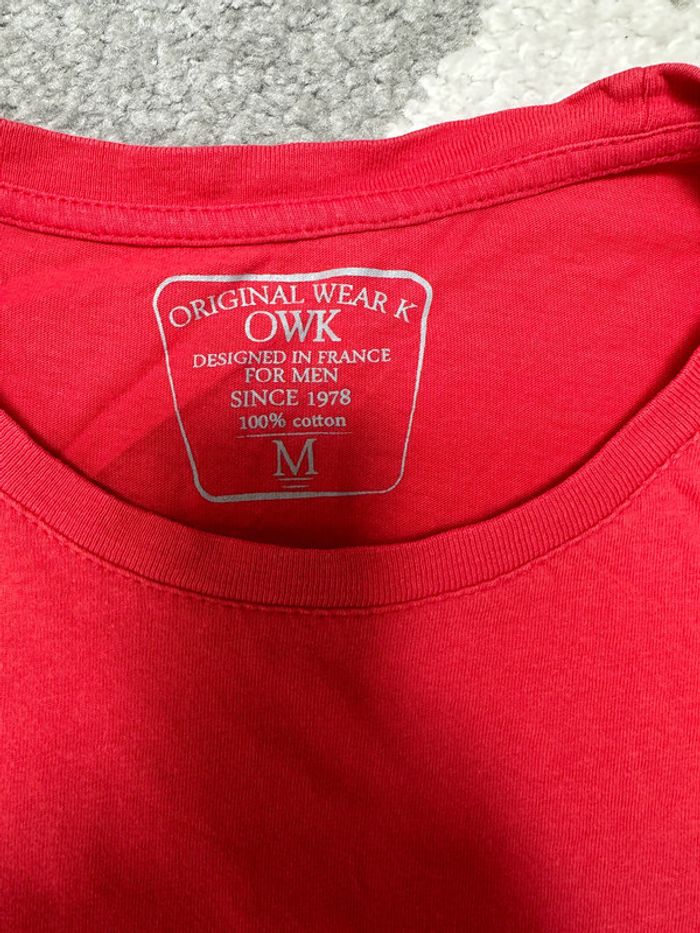 ORIGINAL WEAR K
OWK
DESIGNED IN FRANCE
FOR MEN
SINCE 1978
100% cotton
M